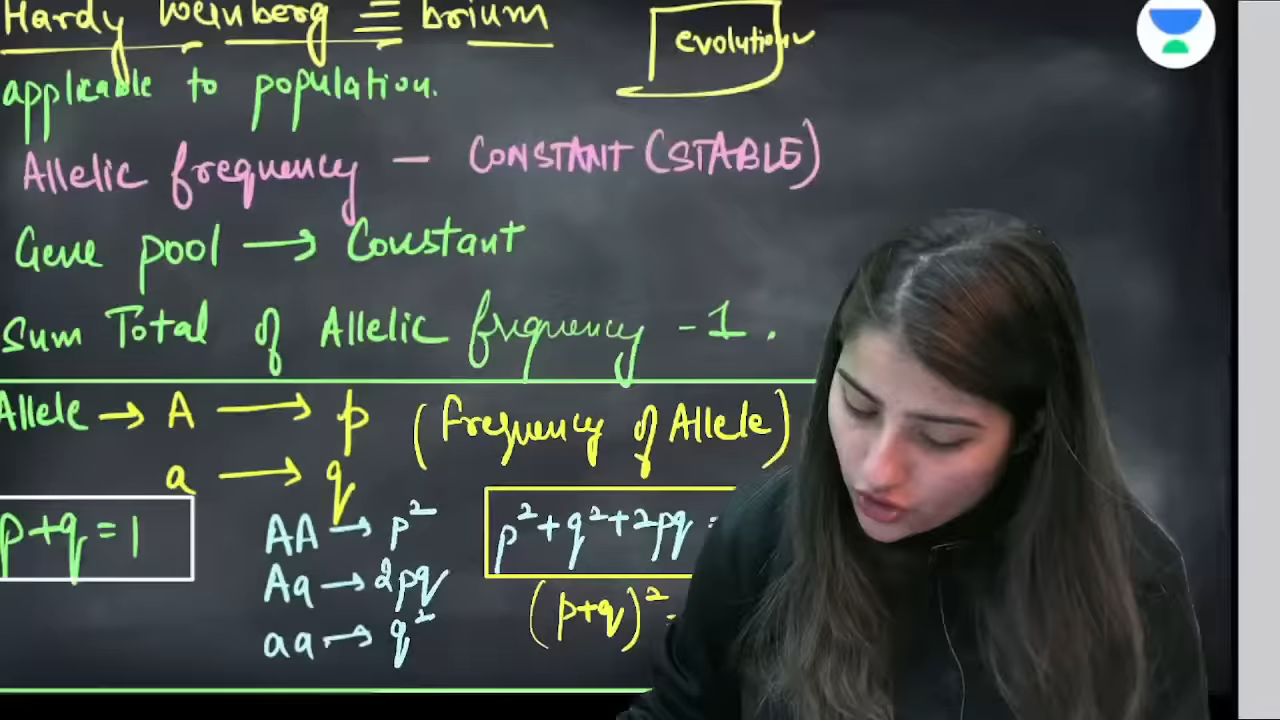 Hardy Weinberg ≡ brium
evolution
applicable to population.
Allelic frequency - CONSTANT (STABLE)
Gene pool → Constant
Sum Total of Allelic frequency - 1.
Allele → A → p (frequency of Allele)
a → q
p+q = 1
AA → p²
Aa → 2pq
aa → q²
p² + q² + 2pq =
(p+q)² =